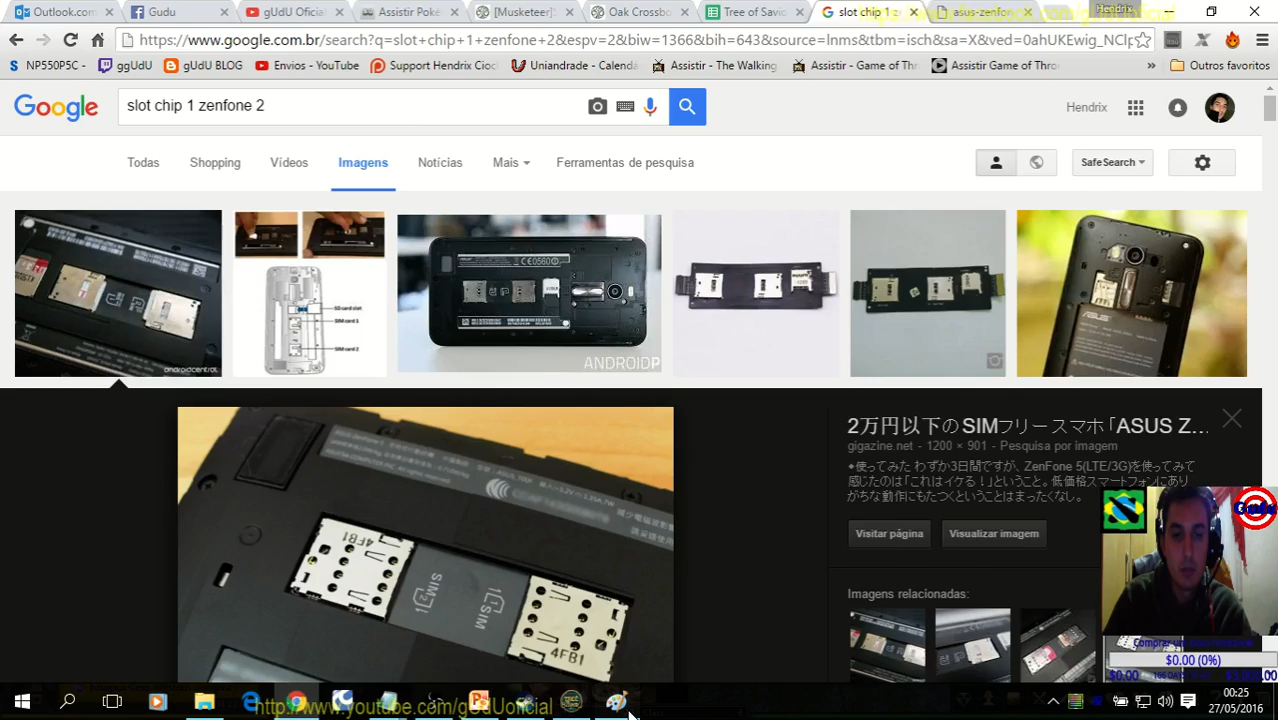 Outlook.com
Gudu
gUdU Oficial
Assistir Pok
[Musketeer]
Oak Crossbo
Tree of Savio
slot chip 1 z
asus-zenfon
Hendrix
https://www.google.com.br/search?q=slot+chip+1+zenfone+2&espv=2&biw=1366&bih=643&source=lnms&tbm=isch&sa=X&ved=0ahUKEwig_NClp
NP550P5C
ggUdU
gUdU BLOG
Envios - YouTube
Support Hendrix Cioc
Uniandrade - Calendá
Assistir - The Walking
Assistir - Game of Thr
Assistir Game of Thro
»
Outros favoritos
Google
slot chip 1 zenfone 2
Hendrix
Todas
Shopping
Vídeos
Imagens
Notícias
Mais
Ferramentas de pesquisa
SafeSearch
androidcentral
SD card slot
SIM card 1
SIM card 2
ANDROIDP
ASUS
2万円以下のSIMフリースマホ「ASUS Z...
gigazine.net - 1200 × 901 - Pesquisa por imagem
◆使ってみた わずか3日間ですが、ZenFone 5(LTE/3G)を使ってみて
感じたのは「これはイケる！」ということ。低価格スマートフォンにあり
がちな動作にもたつくということはまったくなし。
Visitar página
Visualizar imagem
Imagens relacionadas:
4FB1
SIM2
1SIM
4FB1
Gudu
$0.00 (0%)
$0.00
http://www.youtube.com/gUdUoficial
00:25
27/05/2016